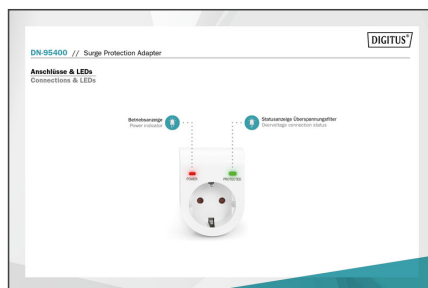 DIGITUS®
DN-95400 // Surge Protection Adapter
Anschlüsse & LEDs
Connections & LEDs
Betriebsanzeige
Power indicator
Statusanzeige Überspannungsfilter
Overvoltage connection status
POWER
PROTECTED